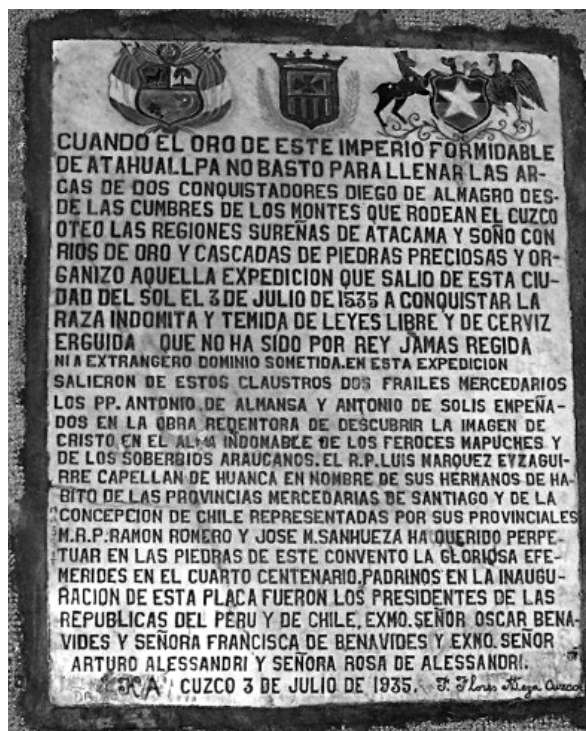 CUANDO EL ORO DE ESTE IMPERIO FORMIDABLE
DE ATAHUALLPA NO BASTO PARA LLENAR LAS AR-
CAS DE DOS CONQUISTADORES DIEGO DE ALMAGRO DES-
DE LAS CUMBRES DE LOS MONTES QUE RODEAN EL CUZCO
OTEO LAS REGIONES SUREÑAS DE ATACAMA Y SOÑO CON
RIOS DE ORO Y CASCADAS DE PIEDRAS PRECIOSAS Y OR-
GANIZO AQUELLA EXPEDICION QUE SALIO DE ESTA CIU-
DAD DEL SOL EL 3 DE JULIO DE 1535 A CONQUISTAR LA
RAZA INDOMITA Y TEMIDA DE LEYES LIBRE Y DE CERVIZ
ERGUIDA QUE NO HA SIDO POR REY JAMAS REGIDA
NI A EXTRANGERO DOMINIO SOMETIDA.EN ESTA EXPEDICION
SALIERON DE ESTOS CLAUSTROS DOS FRAILES MERCEDARIOS
LOS PP. ANTONIO DE ALMANSA Y ANTONIO DE SOLIS EMPEÑA-
DOS EN LA OBRA REDENTORA DE DESCUBRIR LA IMAGEN DE
CRISTO EN EL ALMA INDOMABLE DE LOS FEROCES MAPUCHES Y
DE LOS SOBERBIOS ARAUCANOS. EL R.P. LUIS MARQUEZ EYZAGUI-
RRE CAPELLAN DE HUANCA EN NOMBRE DE SUS HERMANOS DE HA-
BITO DE LAS PROVINCIAS MERCEDARIAS DE SANTIAGO Y DE LA
CONCEPCION DE CHILE REPRESENTADAS POR SUS PROVINCIALES
M.R.P. RAMON ROMERO Y JOSE M. SANHUEZA HA QUERIDO PERPE-
TUAR EN LAS PIEDRAS DE ESTE CONVENTO LA GLORIOSA EFE-
MERIDES EN EL CUARTO CENTENARIO. PADRINOS EN LA INAUGU-
RACION DE ESTA PLACA FUERON LOS PRESIDENTES DE LAS
REPUBLICAS DEL PERU Y DE CHILE, EXMO. SEÑOR OSCAR BENA-
VIDES Y SEÑORA FRANCISCA DE BENAVIDES Y EXMO. SEÑOR
ARTURO ALESSANDRI Y SEÑORA ROSA DE ALESSANDRI.
CUZCO 3 DE JULIO DE 1935. F. Flores Cuzco